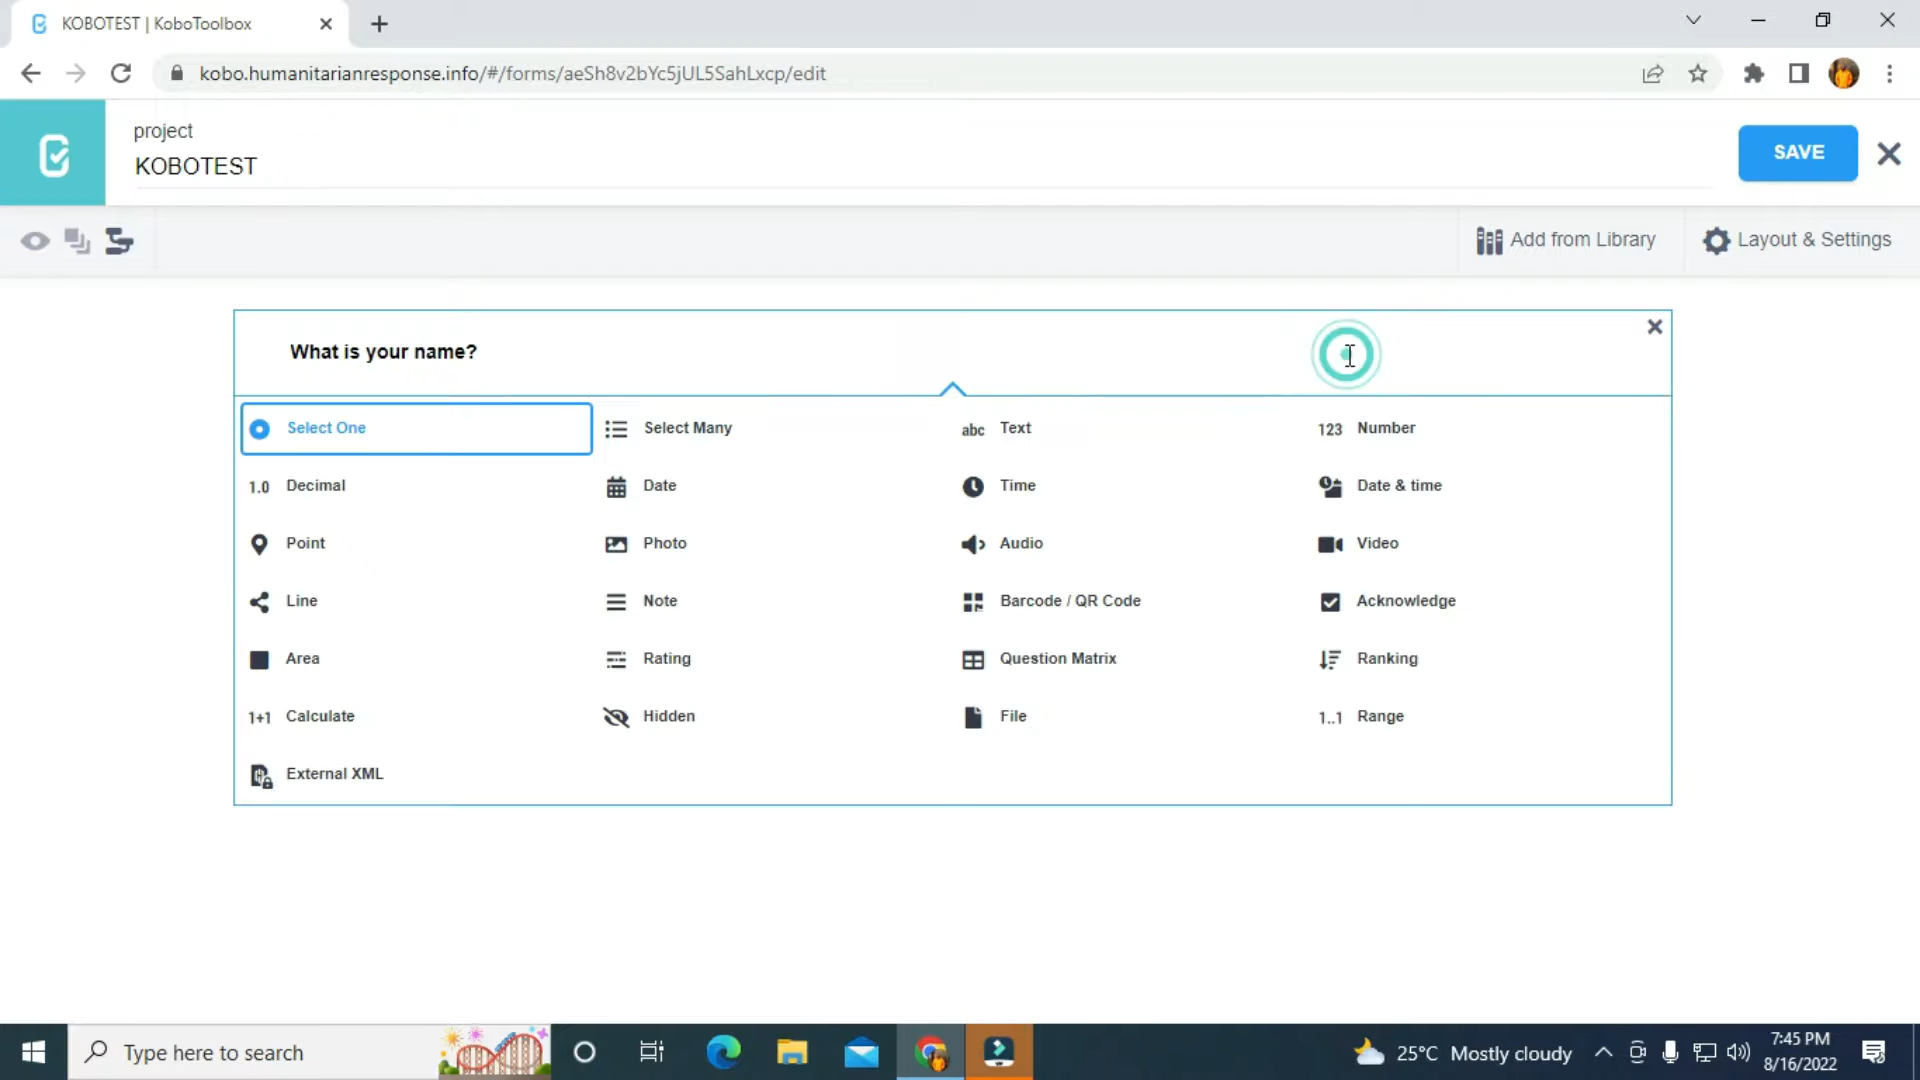 KOBOTEST | KoboToolbox
kobo.humanitarianresponse.info/#/forms/aeSh8v2bYc5jUL5SahLxcp/edit
project
KOBOTEST
SAVE
Add from Library
Layout & Settings
What is your name?
Select One
Select Many
abc Text
123 Number
1.0 Decimal
Date
Time
Date & time
Point
Photo
Audio
Video
Line
Note
Barcode / QR Code
Acknowledge
Area
Rating
Question Matrix
Ranking
1+1 Calculate
Hidden
File
1..1 Range
External XML
Type here to search
25°C Mostly cloudy
7:45 PM
8/16/2022